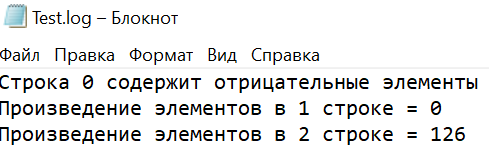 Test.log – Блокнот
Файл Правка Формат Вид Справка
Строка 0 содержит отрицательные элементы
Произведение элементов в 1 строке = 0
Произведение элементов в 2 строке = 126